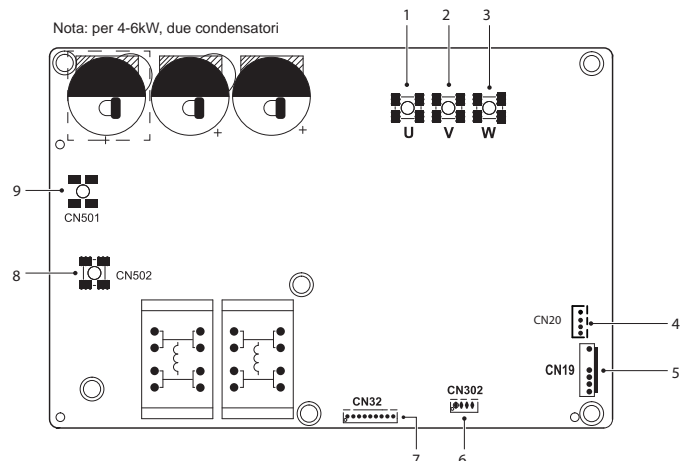 Nota: per 4-6kW, due condensatori
1
2
3
U
V
W
9
CN501
8
CN502
CN20
4
CN19
5
CN302
CN32
7
6